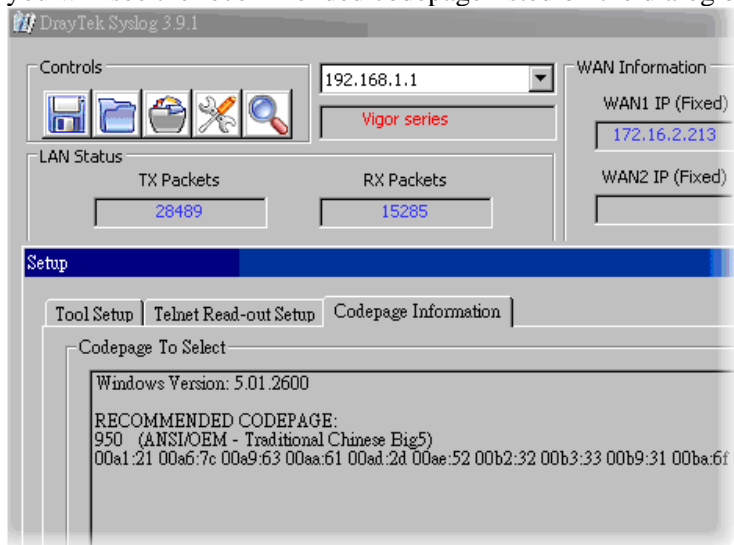 DrayTek Syslog 3.9.1
Controls
192.168.1.1
Vigor series
WAN Information
WAN1 IP (Fixed)
172.16.2.213
WAN2 IP (Fixed)
LAN Status
TX Packets
RX Packets
28489
15285
Setup
Tool Setup
Telnet Read-out Setup
Codepage Information
Codepage To Select
Windows Version: 5.01.2600
RECOMMENDED CODEPAGE:
950 (ANSI/OEM - Traditional Chinese Big5)
00a1:21 00a6:7c 00a9:63 00aa:61 00ad:2d 00ae:52 00b2:32 00b3:33 00b9:31 00ba:6f